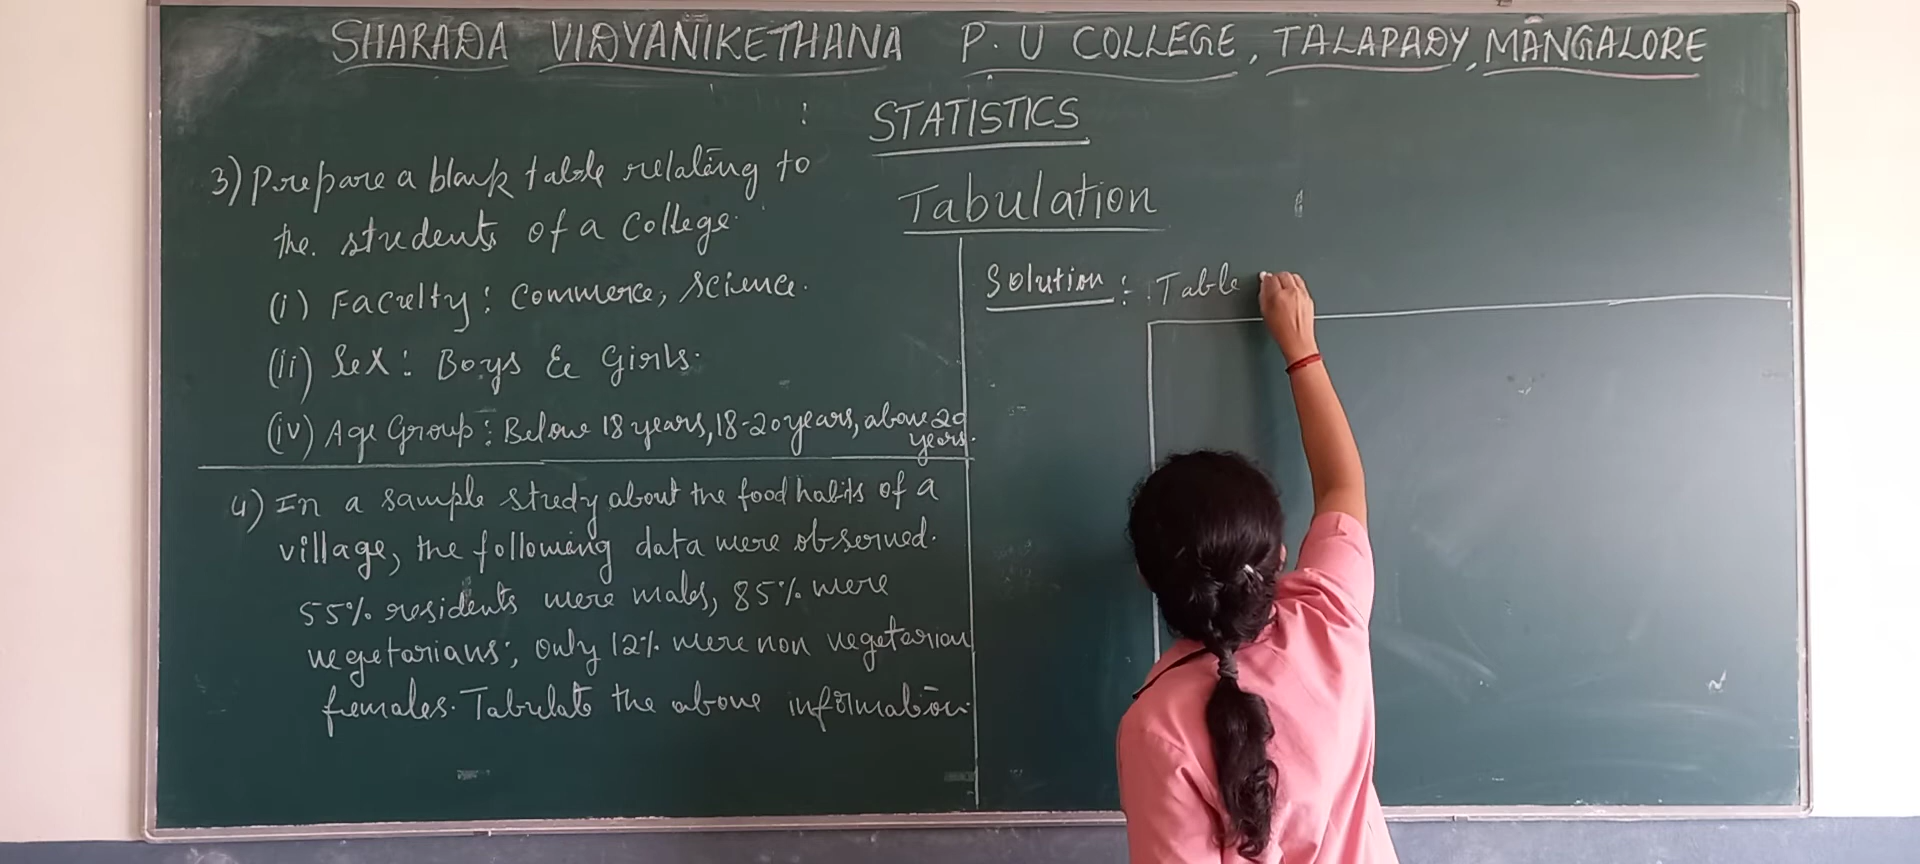 SHARADA VIDYANIKETHANA P. U COLLEGE, TALAPADY, MANGALORE
STATISTICS
Tabulation
3) Prepare a blank table relating to
the students of a College.
(i) Faculty : Commerce, Science.
(ii) Sex : Boys & Girls.
(iv) Age Group : Below 18 years, 18-20 years, above 20
years.
4) In a sample study about the food habits of a
village, the following data were observed.
55% residents were males, 85% were
vegetarians; only 12% were non vegetarian
females. Tabulate the above information.
Solution : Table